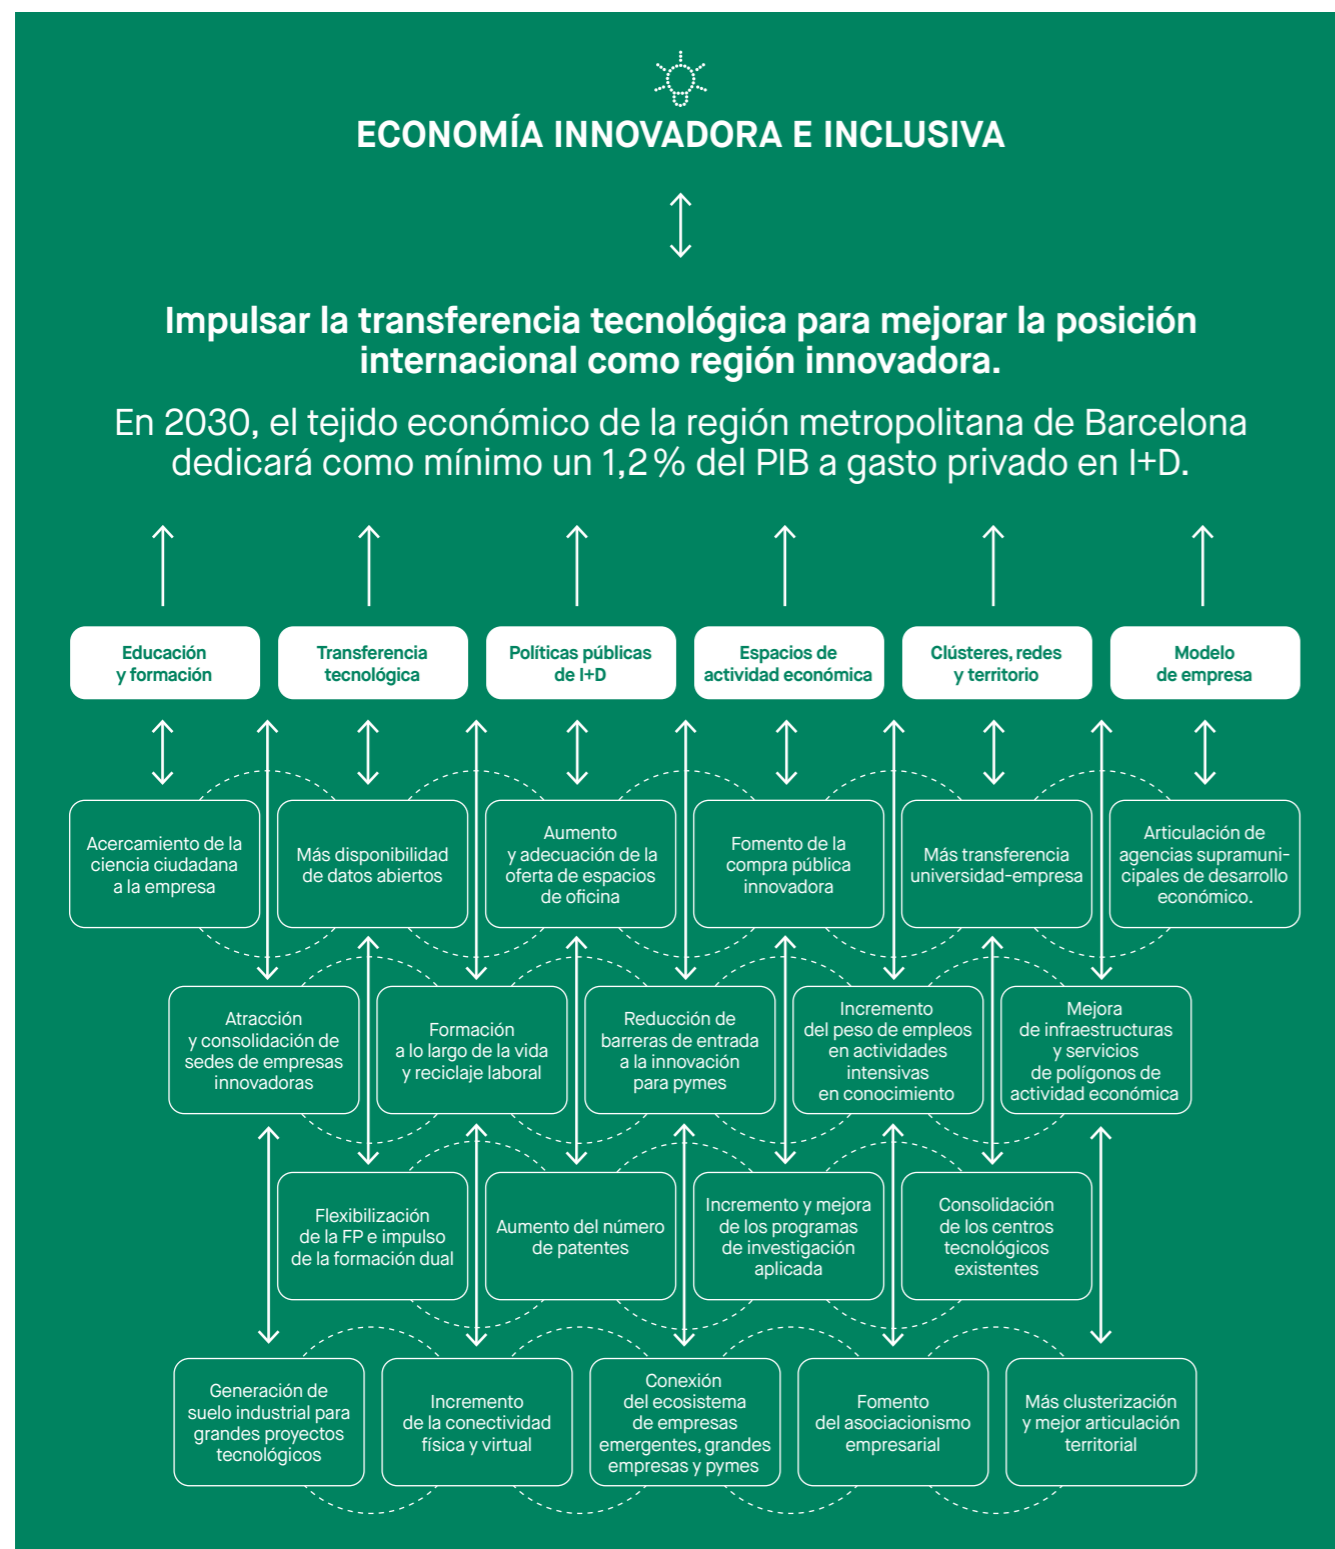 ECONOMÍA INNOVADORA E INCLUSIVA
Impulsar la transferencia tecnológica para mejorar la posición
internacional como región innovadora.
En 2030, el tejido económico de la región metropolitana de Barcelona
dedicará como mínimo un 1,2 % del PIB a gasto privado en I+D.
Educación
y formación
Transferencia
tecnológica
Políticas públicas
de I+D
Espacios de
actividad económica
Clústeres, redes
y territorio
Modelo
de empresa
Acercamiento de la
ciencia ciudadana
a la empresa
Más disponibilidad
de datos abiertos
Aumento
y adecuación de la
oferta de espacios
de oficina
Fomento de la
compra pública
innovadora
Más transferencia
universidad-empresa
Articulación de
agencias supramuni-
cipales de desarrollo
económico.
Atracción
y consolidación de
sedes de empresas
innovadoras
Formación
a lo largo de la vida
y reciclaje laboral
Reducción de
barreras de entrada
a la innovación
para pymes
Incremento
del peso de empleos
en actividades
intensivas
en conocimiento
Mejora
de infraestructuras
y servicios
de polígonos de
actividad económica
Flexibilización
de la FP e impulso
de la formación dual
Aumento del número
de patentes
Incremento y mejora
de los programas
de investigación
aplicada
Consolidación
de los centros
tecnológicos
existentes
Generación de
suelo industrial para
grandes proyectos
tecnológicos
Incremento
de la conectividad
física y virtual
Conexión
del ecosistema
de empresas
emergentes, grandes
empresas y pymes
Fomento
del asociacionismo
empresarial
Más clusterización
y mejor articulación
territorial